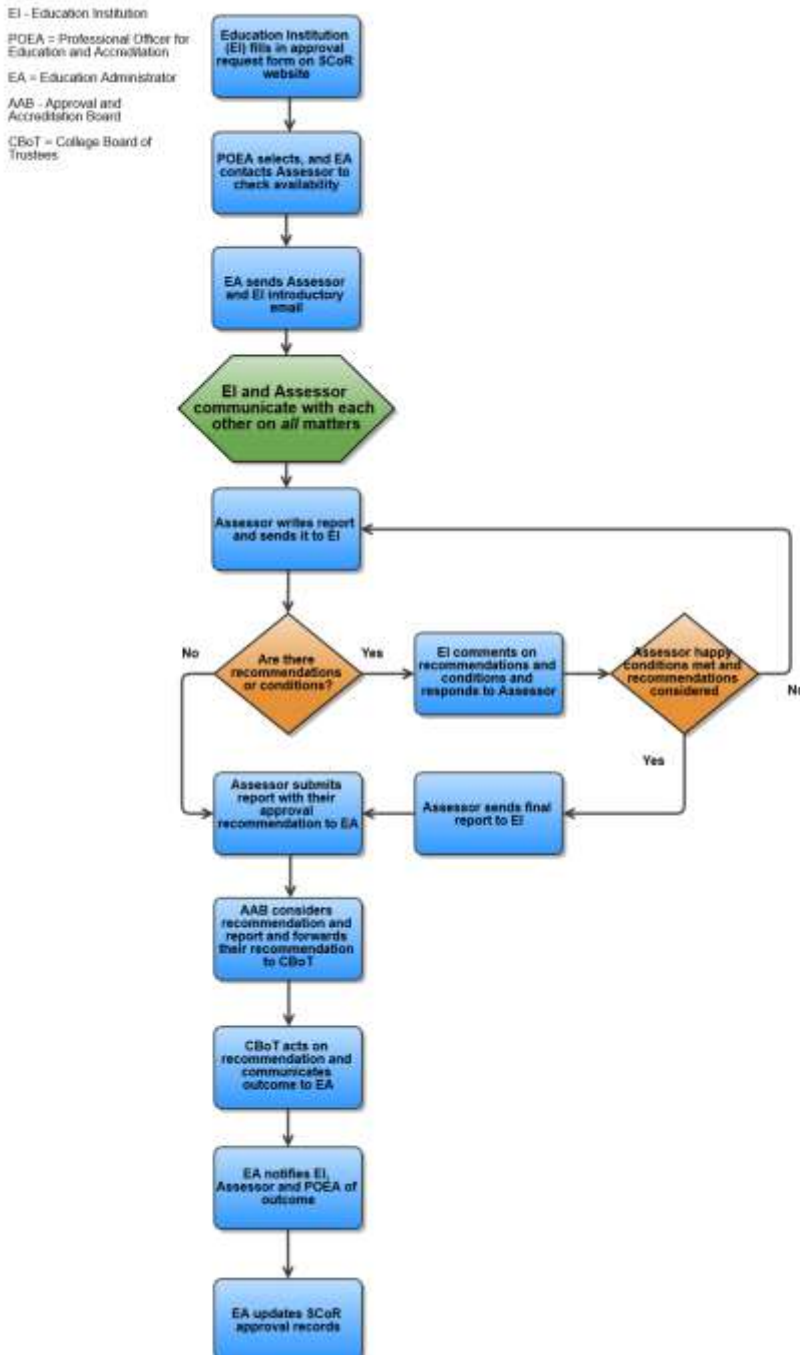 EI - Education Institution
POEA = Professional Officer for
Education and Accreditation
EA = Education Administrator
AAB - Approval and
Accreditation Board
CBoT = College Board of
Trustees
Education Institution
(EI) fills in approval
request form on SCoR
website
POEA selects, and EA
contacts Assessor to
check availability
EA sends Assessor
and EI introductory
email
EI and Assessor
communicate with each
other on all matters
Assessor writes report
and sends it to EI
No
Are there
recommendations
or conditions?
Yes
EI comments on
recommendations and
conditions and
responds to Assessor
Assessor happy
conditions met and
recommendations
considered
No
Yes
Assessor submits
report with their
approval
recommendation to EA
Assessor sends final
report to EI
AAB considers
recommendation and
report and forwards
their recommendation
to CBoT
CBoT acts on
recommendation and
communicates
outcome to EA
EA notifies EI,
Assessor and POEA of
outcome
EA updates SCoR
approval records